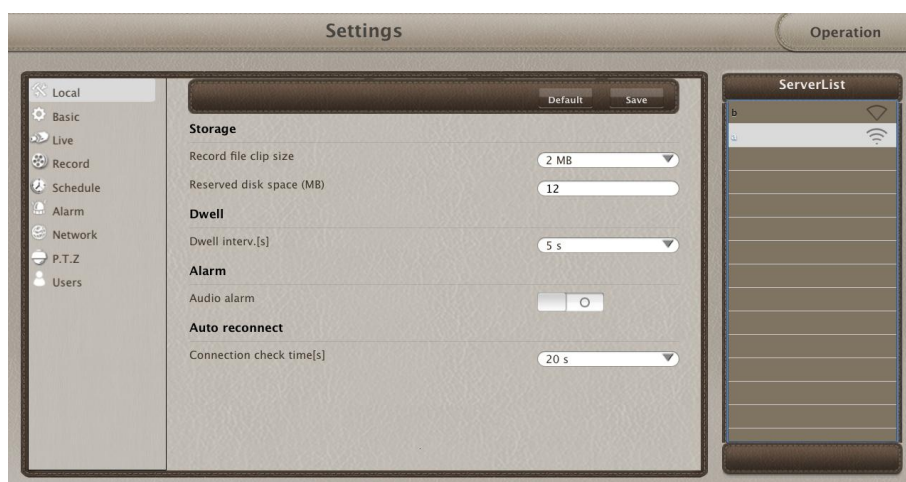 Settings
Operation
Local
Basic
Live
Record
Schedule
Alarm
Network
P.T.Z
Users
Default Save
Storage
Record file clip size 2 MB
Reserved disk space (MB) 12
Dwell
Dwell interv.[s] 5 s
Alarm
Audio alarm
Auto reconnect
Connection check time[s] 20 s
ServerList
b
a